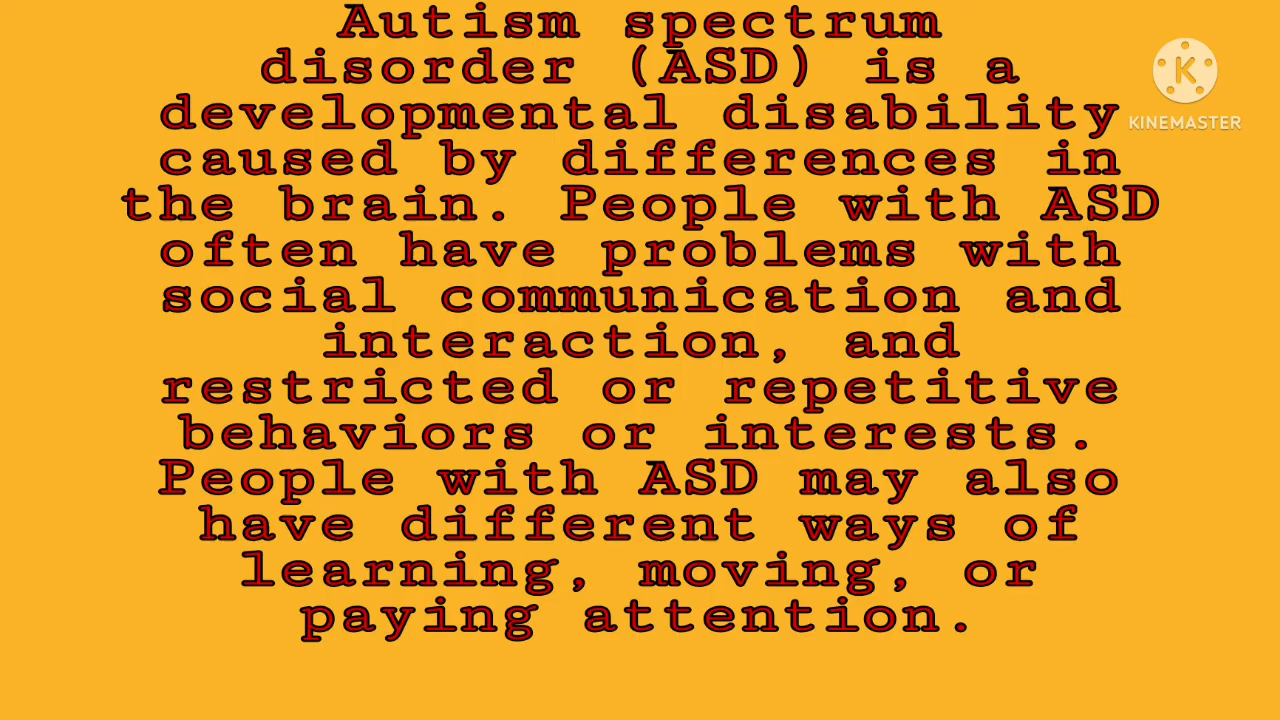 Autism spectrum
disorder (ASD) is a
developmental disability
caused by differences in
the brain. People with ASD
often have problems with
social communication and
interaction, and
restricted or repetitive
behaviors or interests.
People with ASD may also
have different ways of
learning, moving, or
paying attention.
K
KINEMASTER